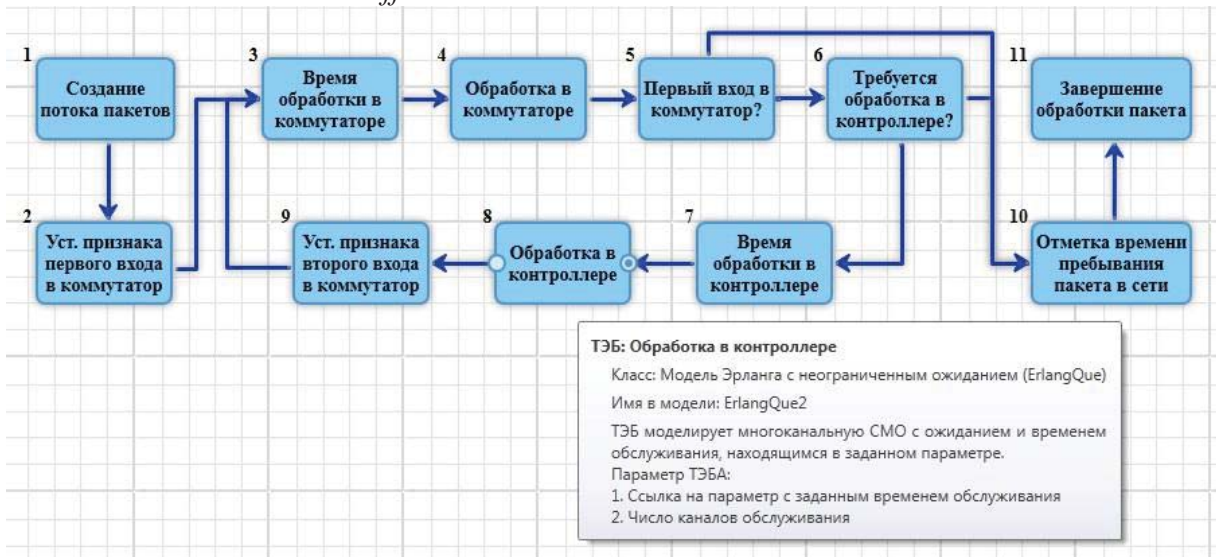 1
Создание
потока пакетов
3
Время
обработки в
коммутаторе
4
Обработка в
коммутаторе
5
Первый вход в
коммутатор?
6
Требуется
обработка в
контроллере?
11
Завершение
обработки пакета
2
Уст. признака
первого входа
в коммутатор
9
Уст. признака
второго входа
в коммутатор
8
Обработка в
контроллере
7
Время
обработки в
контроллере
10
Отметка времени
пребывания
пакета в сети
ТЭБ: Обработка в контроллере
Класс: Модель Эрланга с неограниченным ожиданием (ErlangQue)
Имя в модели: ErlangQue2
ТЭБ моделирует многоканальную СМО с ожиданием и временем
обслуживания, находящимся в заданном параметре.
Параметр ТЭБА:
1. Ссылка на параметр с заданным временем обслуживания
2. Число каналов обслуживания